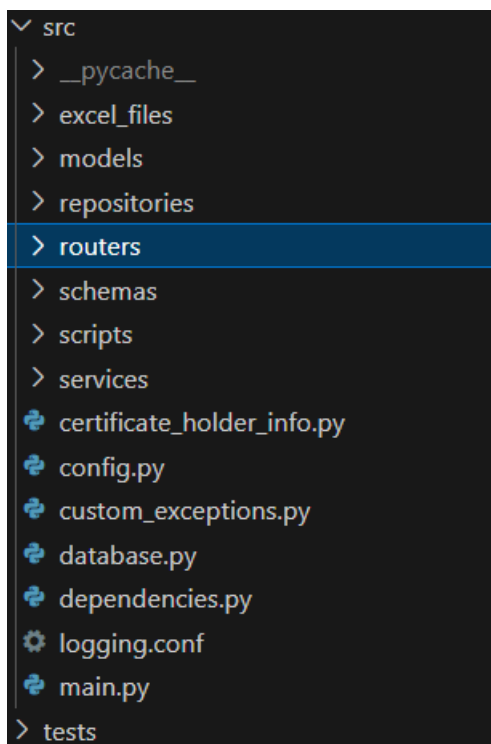 src
__pycache__
excel_files
models
repositories
routers
schemas
scripts
services
certificate_holder_info.py
config.py
custom_exceptions.py
database.py
dependencies.py
logging.conf
main.py
tests